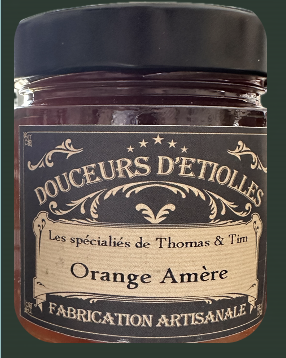 DOUCEURS D'ETIOLLES
Les spécialiés de Thomas & Tim
Orange Amère
FABRICATION ARTISANALE